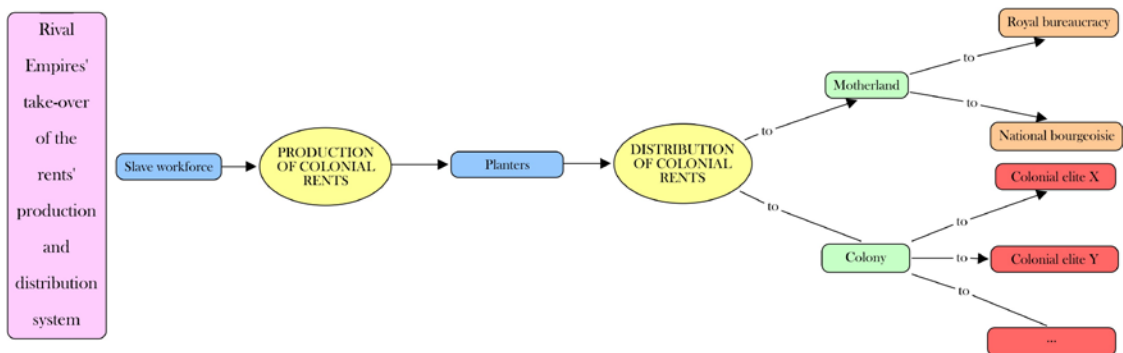 Rival
Empires'
take-over
of the
rents'
production
and
distribution
system
Slave workforce
PRODUCTION
OF COLONIAL
RENTS
Planters
DISTRIBUTION
OF COLONIAL
RENTS
to
Motherland
to
Royal bureaucracy
to
National bourgeoisie
to
Colony
to
Colonial elite X
to
Colonial elite Y
to
...